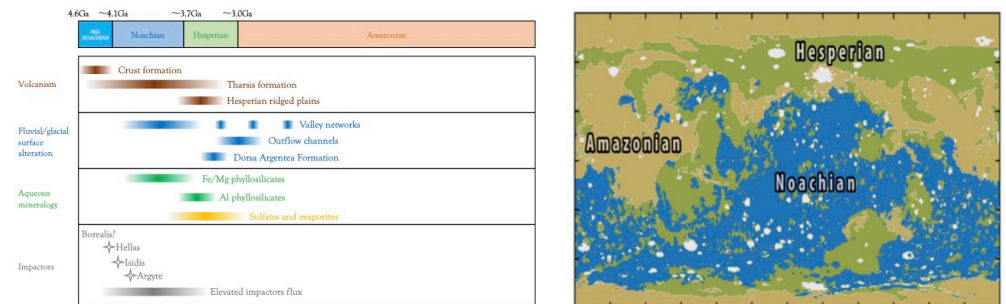 4.6Ga ~4.1Ga ~3.7Ga ~3.0Ga
PRE-NOACHIAN Noachian Hesperian Amazonian
Volcanism
Crust formation
Tharsis formation
Hesperian ridged plains
Fluvial/glacial
surface
alteration
Valley networks
Outflow channels
Dorsa Argentea Formation
Aqueous
mineralogy
Fe/Mg phyllosilicates
Al phyllosilicates
Sulfates and evaporites
Impactors
Borealis?
Hellas
Isidis
Argyre
Elevated impactors flux
Hesperian
Amazonian
Noachian